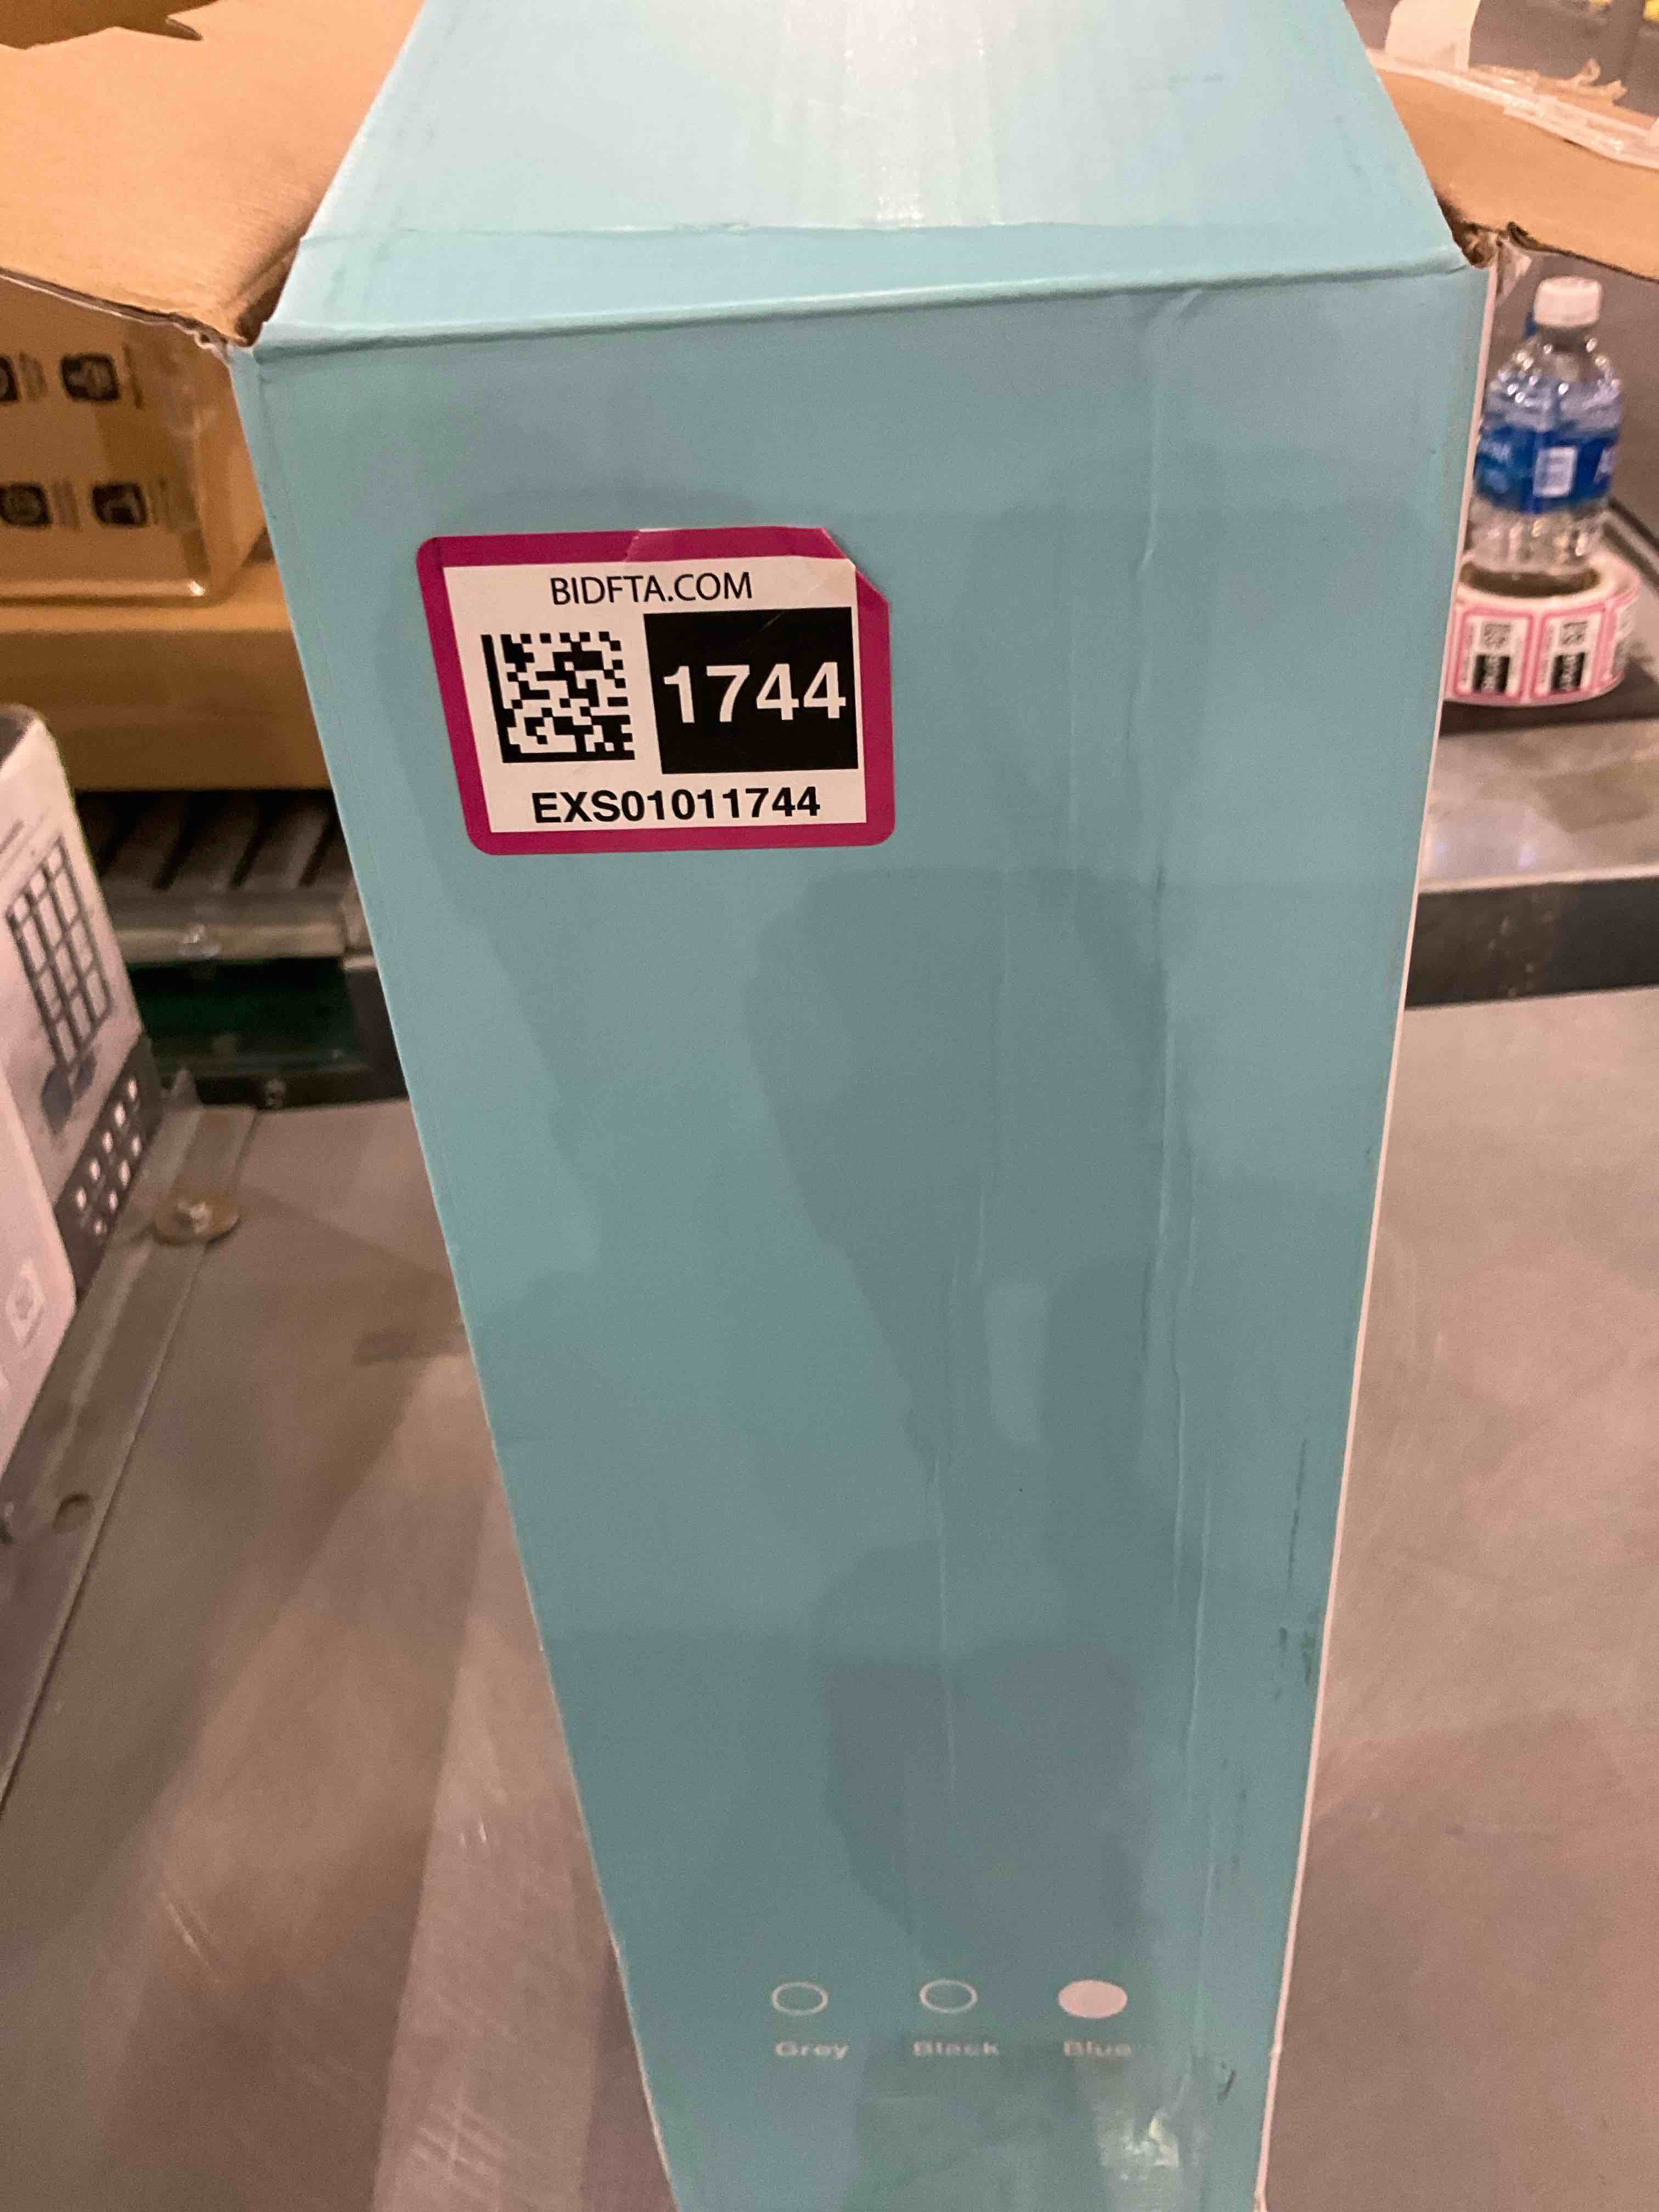 BIDFTA.COM
1744
EXS01011744
Grey Black Blue